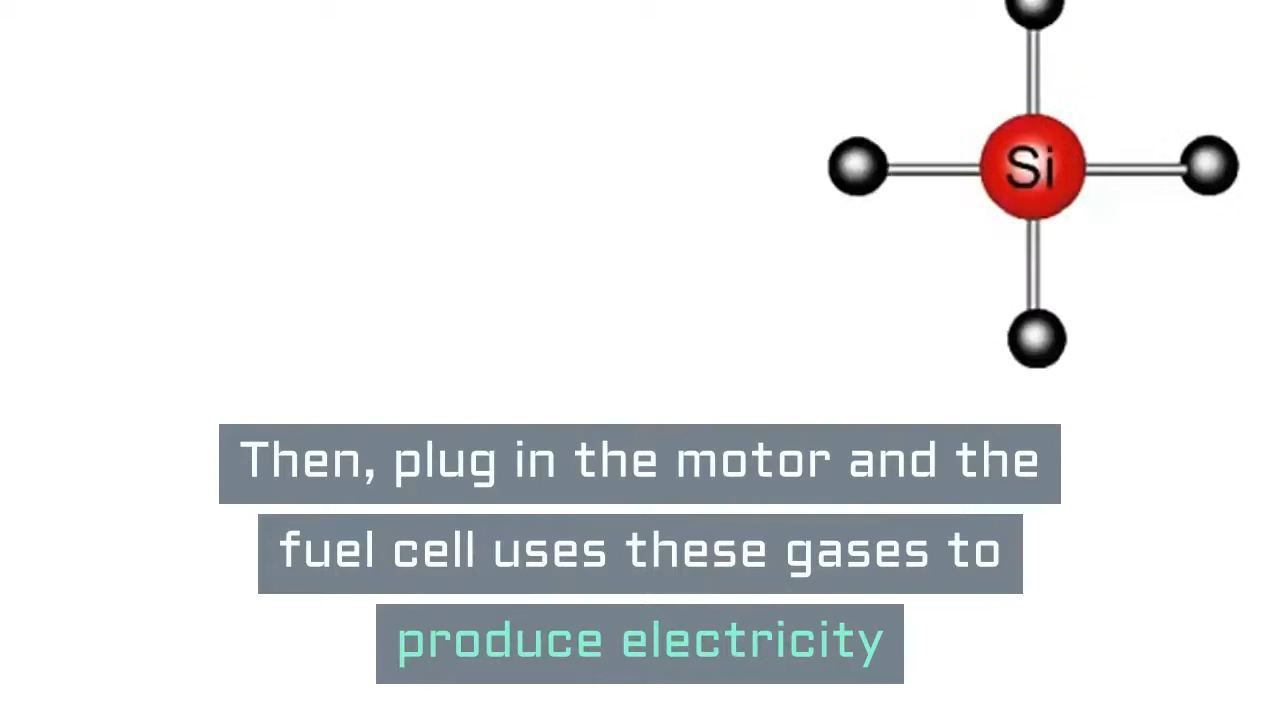 Si
Then, plug in the motor and the
fuel cell uses these gases to
produce electricity